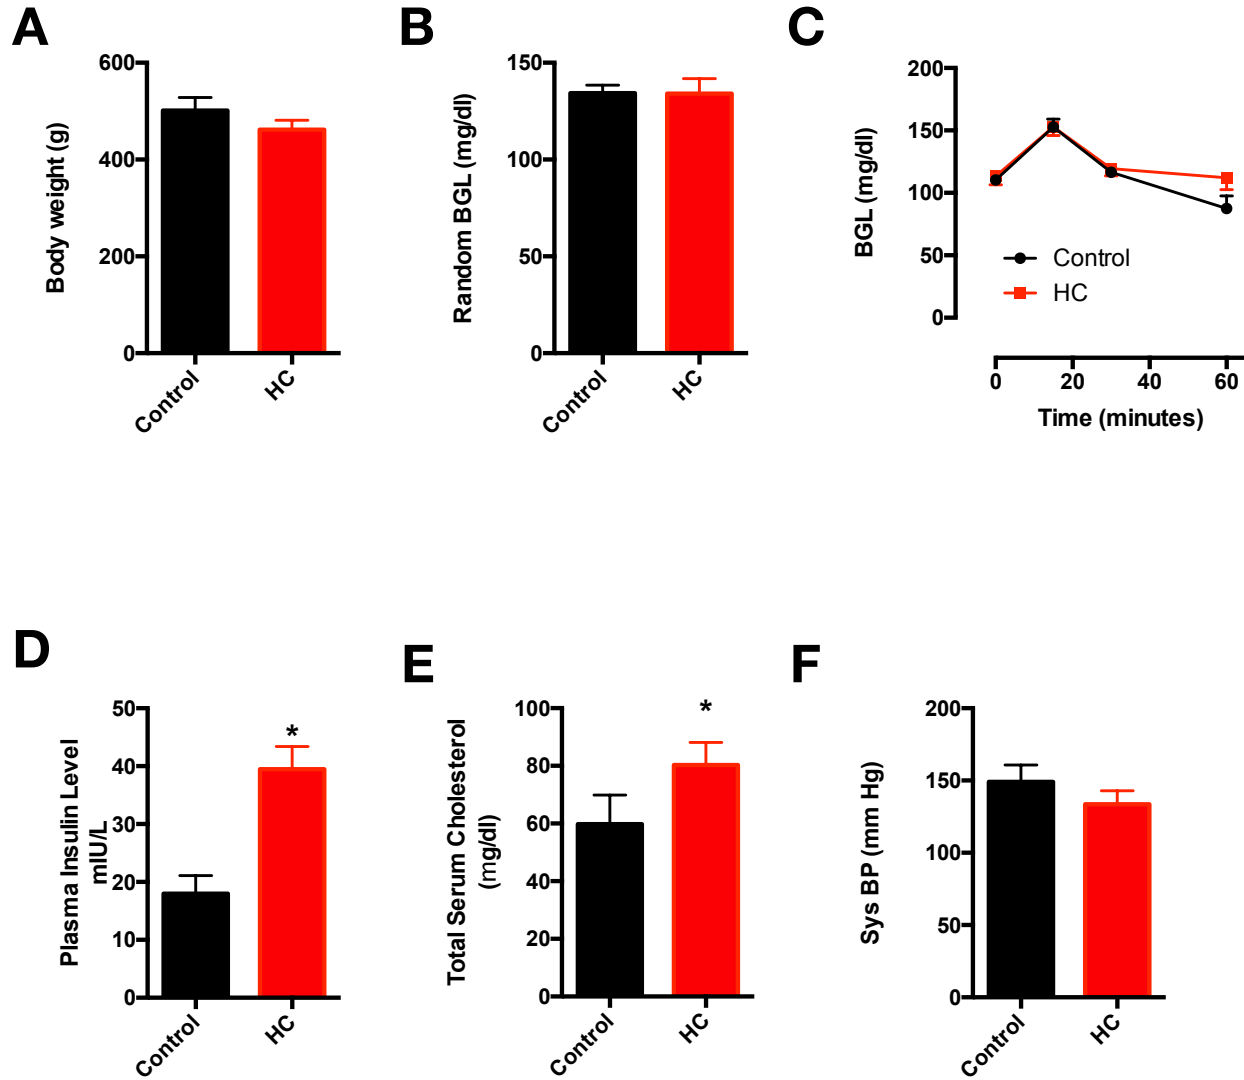 A
600
400
200
0
Body weight (g)
Control
HC
B
150
100
50
0
Random BGL (mg/dl)
Control
HC
C
200
150
100
50
0
BGL (mg/dl)
Control
HC
0 20 40 60
Time (minutes)
D
50
40
30
20
10
0
Plasma Insulin Level
mIU/L
*
Control
HC
E
100
80
60
40
20
0
Total Serum Cholesterol
(mg/dl)
*
Control
HC
F
200
150
100
50
0
Sys BP (mm Hg)
Control
HC